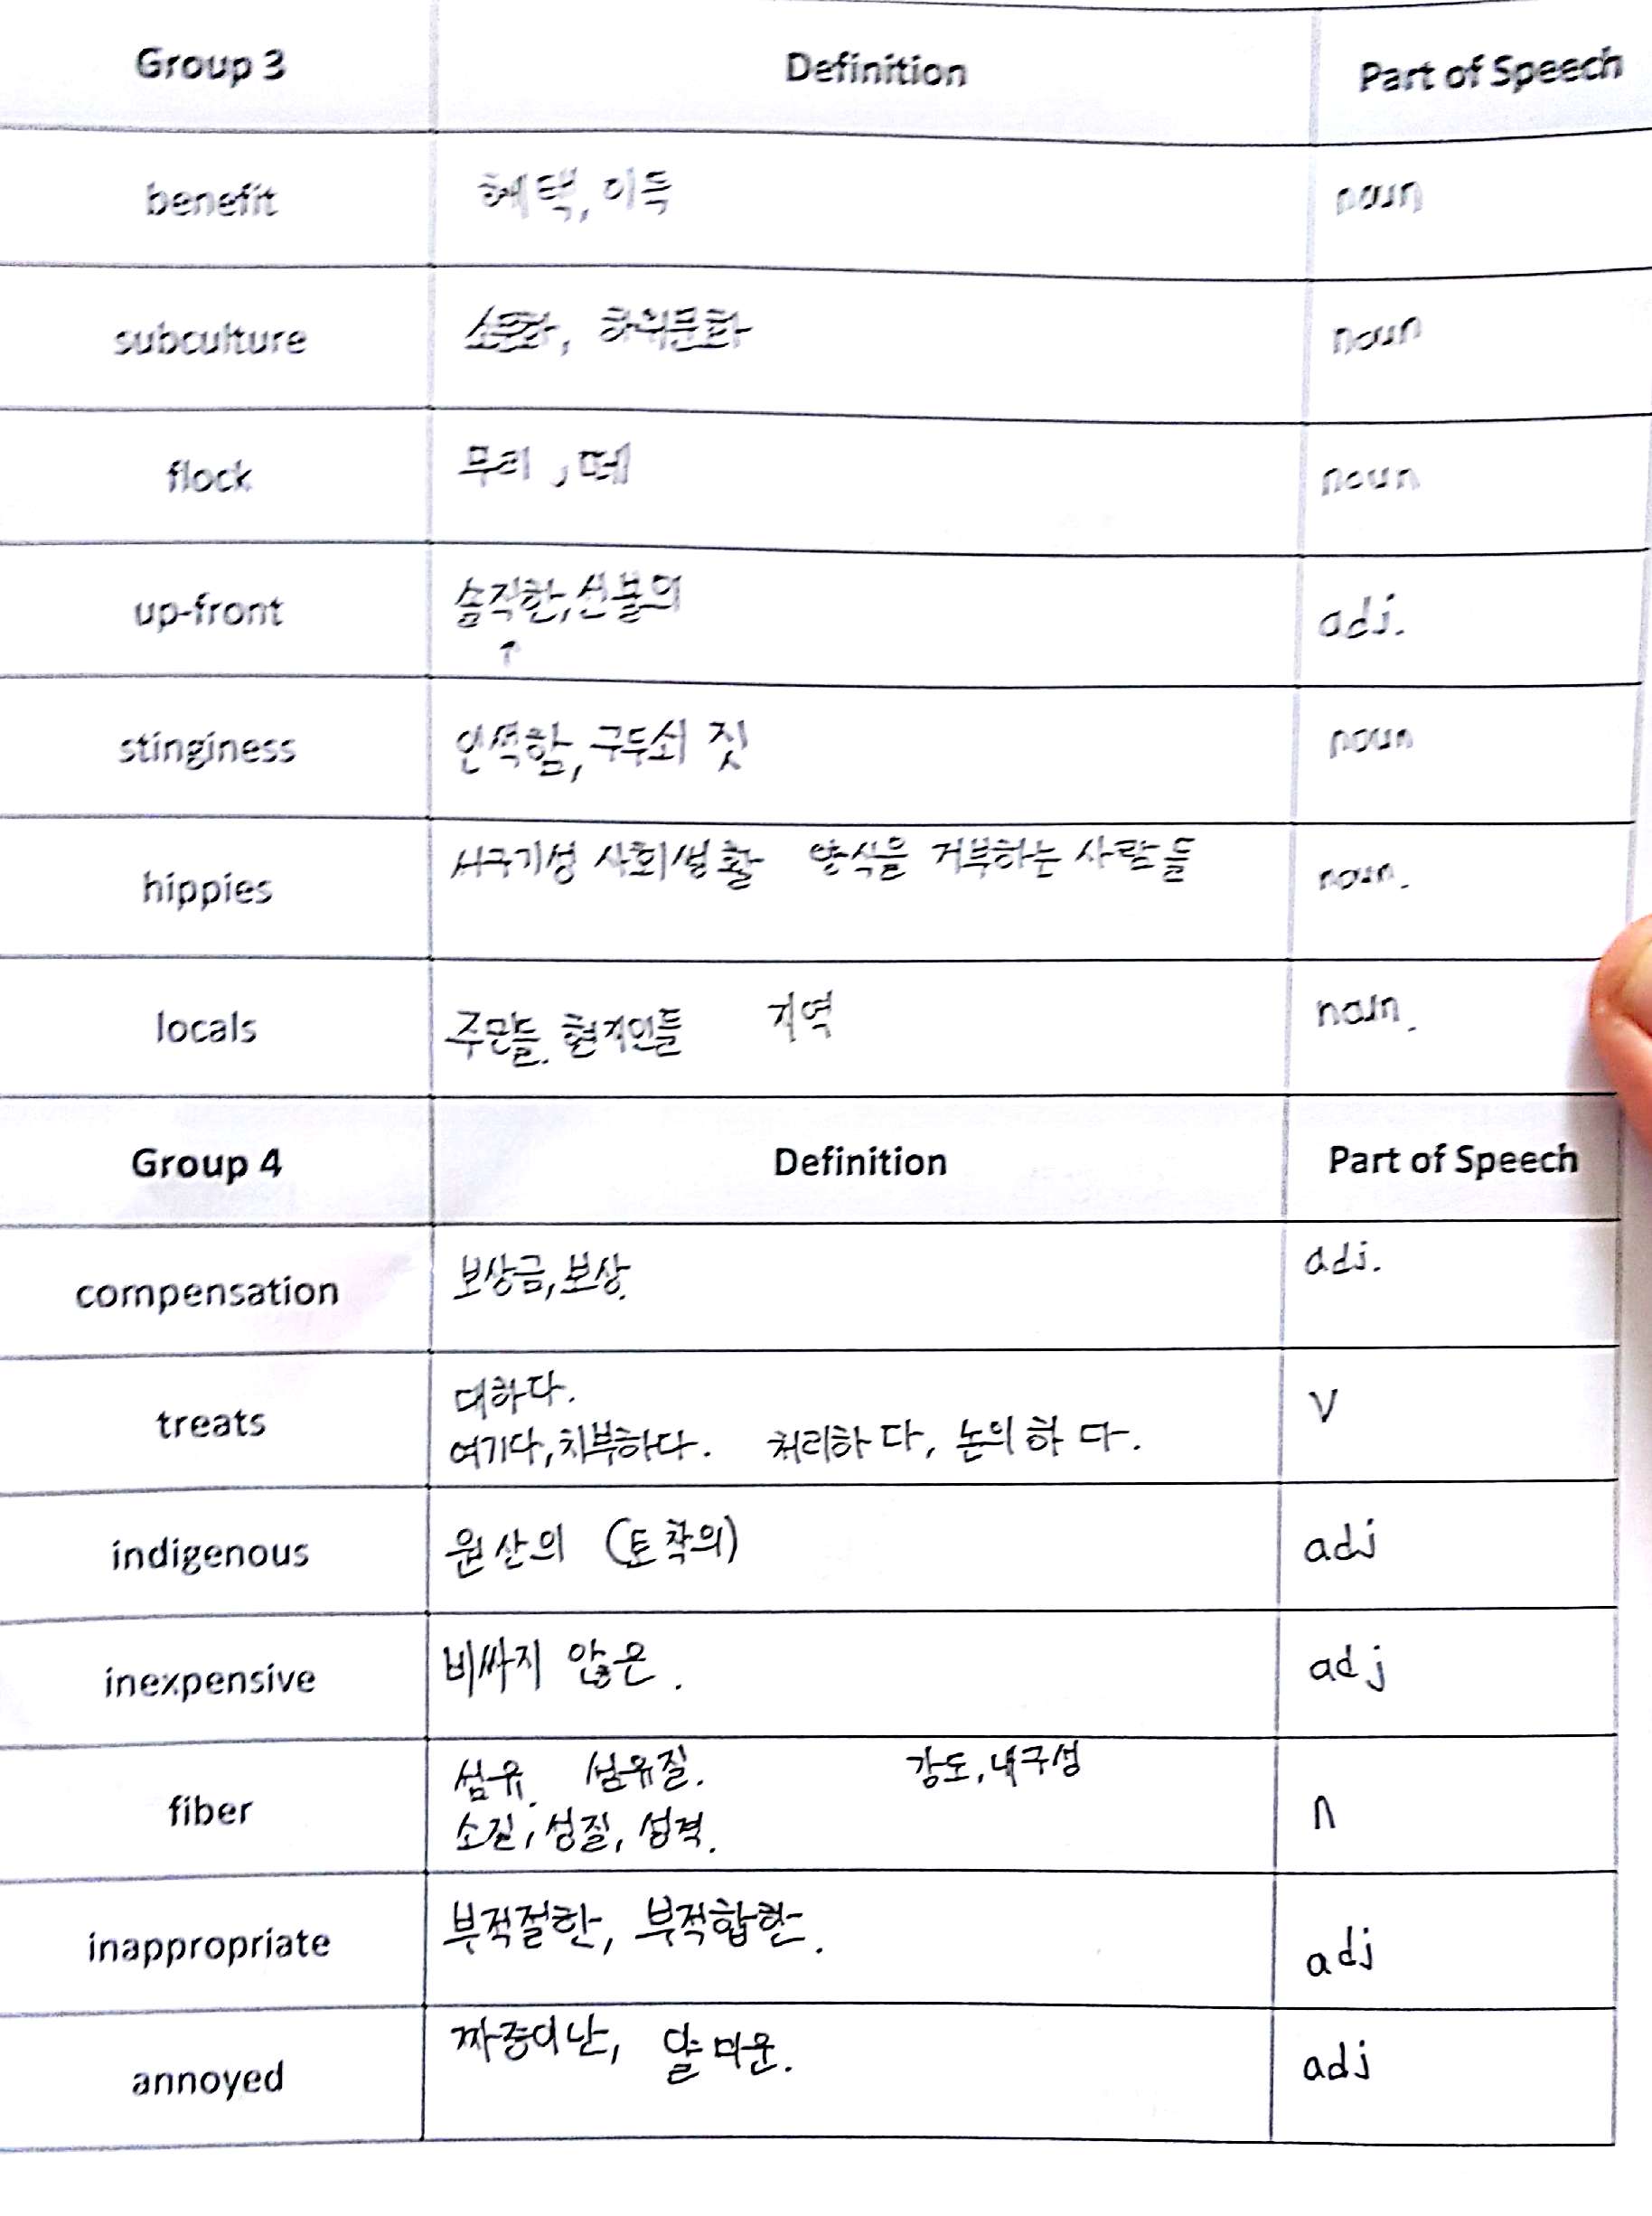 Group 3 Definition Part of Speech
benefit 혜택, 이득 noun
subculture 소문화, 하위문화 noun
flock 무리, 떼 noun
up-front 솔직한, 선불의 adj.
↑
stinginess 인색함, 구두쇠 짓 noun
hippies 서구기성 사회생활 양식을 거부하는 사람들 noun.
locals 주민들. 현지인들 지역 noun.
Group 4 Definition Part of Speech
compensation 보상금, 보상. adj.
treats 대하다. V
여기다, 치부하다. 처리하다, 논의하다.
indigenous 원산의 (토착의) adj
inexpensive 비싸지 않은. adj
fiber 섬유. 섬유질. 강도, 내구성 n
소질, 성질, 성격.
inappropriate 부적절한, 부적합한. adj
annoyed 짜증이난, 얄미운. adj